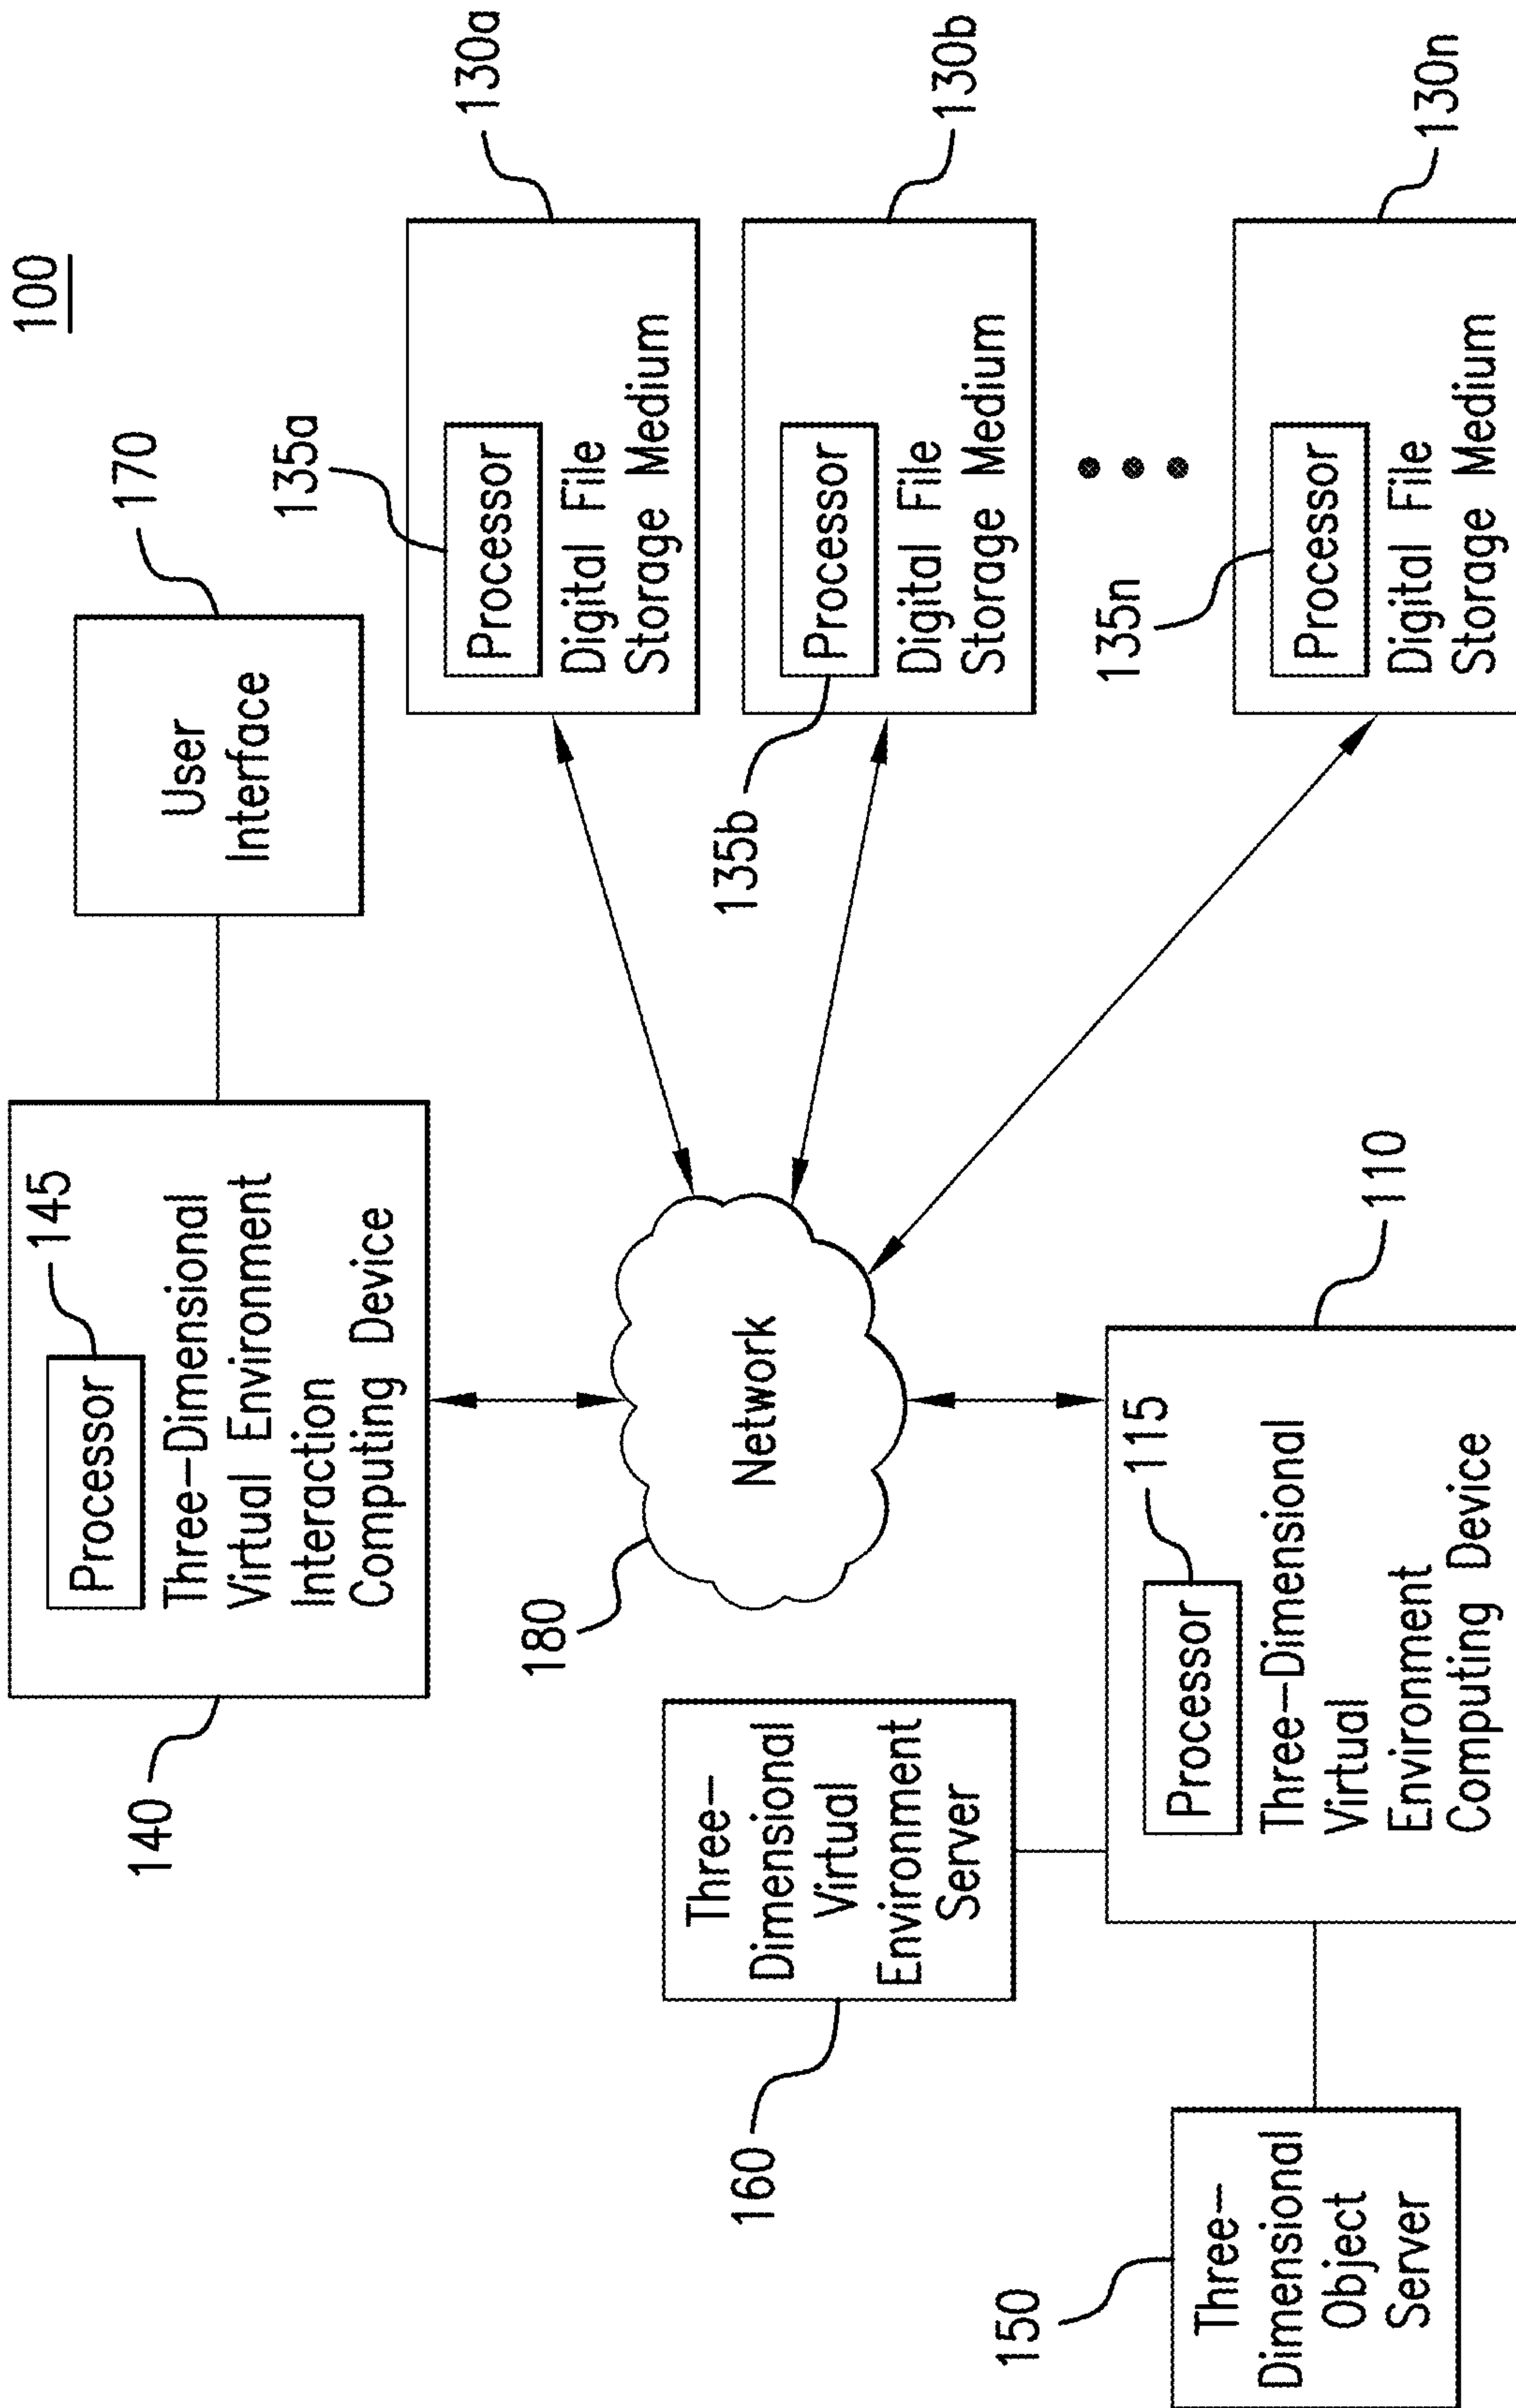 100
145
Processor
Three-Dimensional
Virtual Environment
Interaction
Computing Device
140
User
Interface
170
180
Network
135a
Processor
Digital File
Storage Medium
130a
135b
Processor
Digital File
Storage Medium
130b
135n
Processor
Digital File
Storage Medium
130n
Three-
Dimensional
Virtual
Environment
Server
160
115
Processor
Three-Dimensional
Virtual
Environment
Computing Device
110
Three-
Dimensional
Object
Server
150